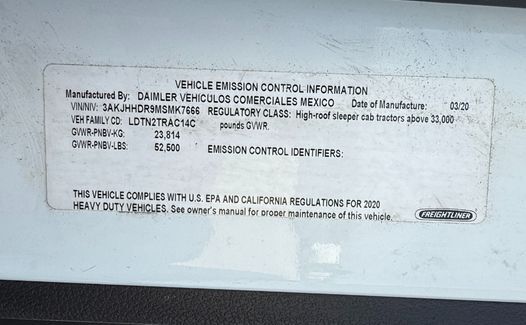 VEHICLE EMISSION CONTROL INFORMATION
Manufactured By: DAIMLER VEHICULOS COMERCIALES MEXICO Date of Manufacture: 03/20
VIN/NIV: 3AKJHHDR9MSMK7666 REGULATORY CLASS: High-roof sleeper cab tractors above 33,000
VEH FAMILY CD: LDTN2TRAC14C pounds GVWR.
GVWR-PNBV-KG: 23,814
GVWR-PNBV-LBS: 52,500 EMISSION CONTROL IDENTIFIERS:
THIS VEHICLE COMPLIES WITH U.S. EPA AND CALIFORNIA REGULATIONS FOR 2020
HEAVY DUTY VEHICLES. See owner's manual for proper maintenance of this vehicle.
FREIGHTLINER